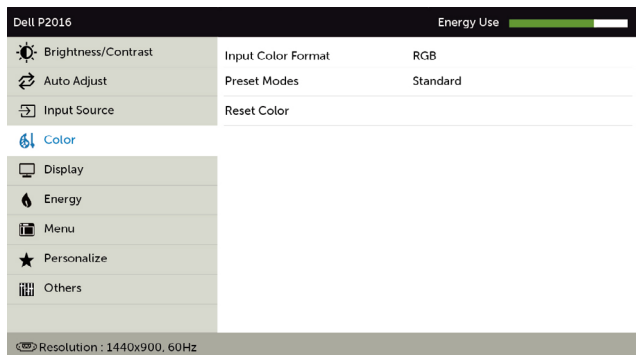 Dell P2016 Energy Use
Brightness/Contrast
Auto Adjust
Input Source
Color
Display
Energy
Menu
Personalize
Others
Input Color Format RGB
Preset Modes Standard
Reset Color
Resolution : 1440x900, 60Hz